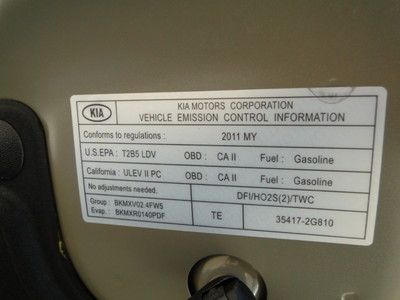 KIA
KIA MOTORS CORPORATION
VEHICLE EMISSION CONTROL INFORMATION
Conforms to regulations : 2011 MY
U.S.EPA : T2B5 LDV OBD : CA II Fuel : Gasoline
California : ULEV II PC OBD : CA II Fuel : Gasoline
No adjustments needed. DFI/HO2S(2)/TWC
Group : BKMXV02.4FW5
Evap. : BKMXR0140PDF TE 35417-2G810